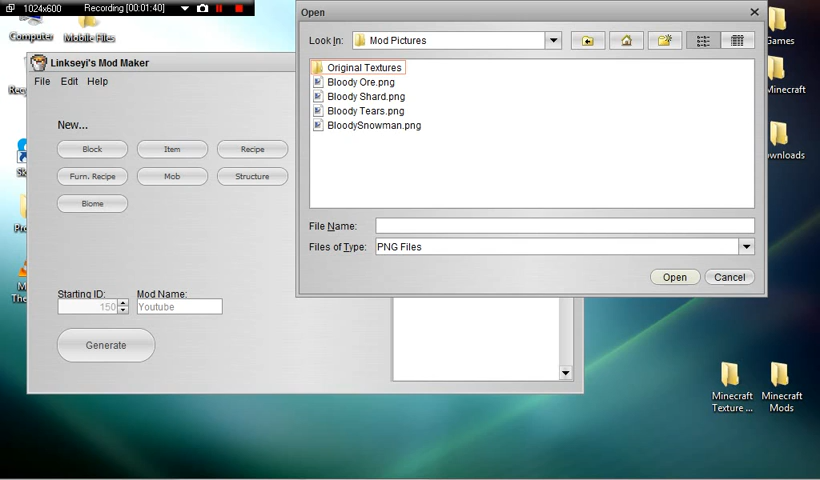 1024x600
Recording [00:01:40]
Computer
Mobile Files
Games
Minecraft
Open
Look In:
Mod Pictures
Original Textures
Bloody Ore.png
Bloody Shard.png
Bloody Tears.png
BloodySnowman.png
File Name:
Files of Type:
PNG Files
Open
Cancel
Linkseyi's Mod Maker
File
Edit
Help
New...
Block
Item
Recipe
Furn. Recipe
Mob
Structure
Biome
Starting ID:
Mod Name:
150
Youtube
Generate
Minecraft
Texture ...
Minecraft
Mods